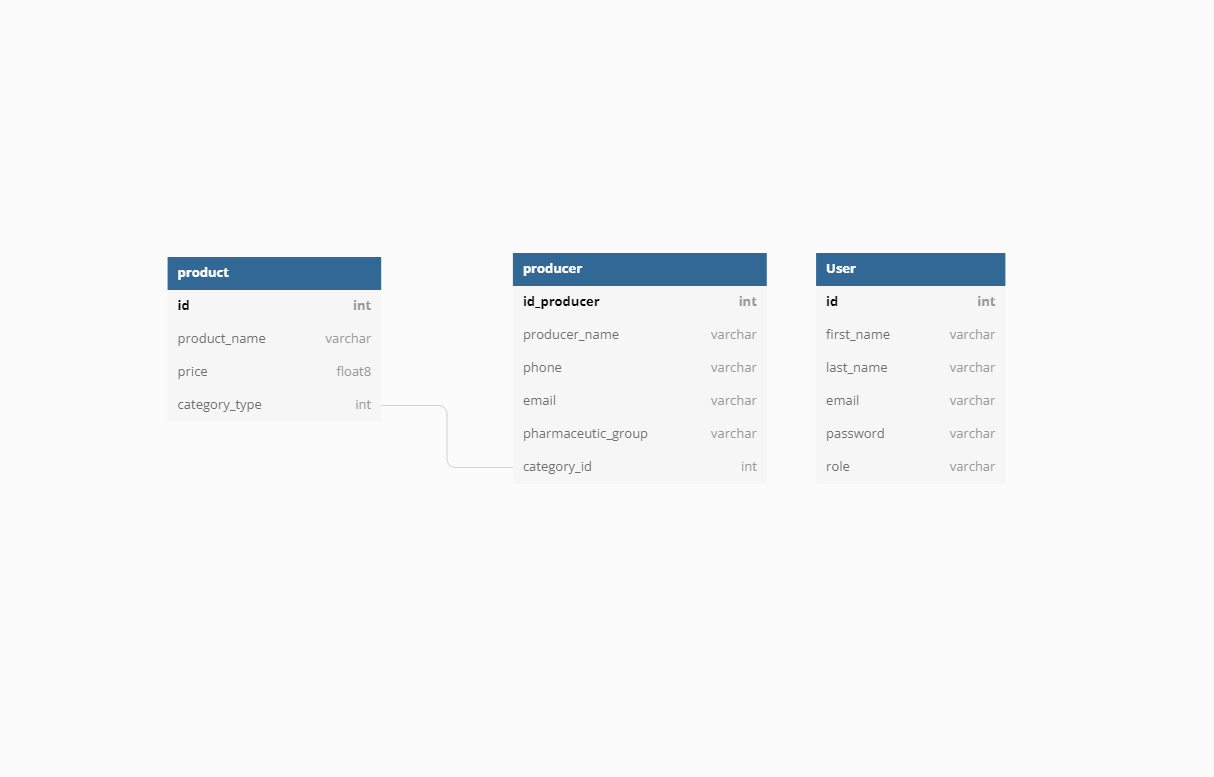 product
id int
product_name varchar
price float8
category_type int
producer
id_producer int
producer_name varchar
phone varchar
email varchar
pharmaceutic_group varchar
category_id int
User
id int
first_name varchar
last_name varchar
email varchar
password varchar
role varchar